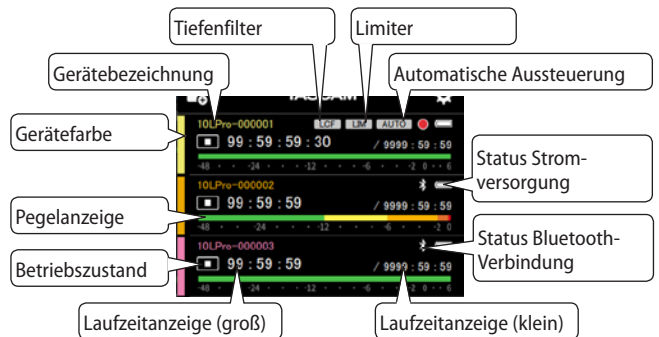 Tiefenfilter
Limiter
Gerätebezeichnung
Automatische Aussteuerung
TASCAM
Gerätefarbe
10LPro-000001 LCF LIM AUTO
99:59:59:30 / 9999:59:59
-48 -24 -12 -6 -2 0 6
Status Strom-
versorgung
10LPro-000002
99:59:59 / 9999:59:59
Pegelanzeige
-48 -24 -12 -6 -2 0
Status Bluetooth-
Verbindung
10LPro-000003
Betriebszustand
99:59:59 / 9999:59:59
-48 -24 -12 -6 -2 0 6
Laufzeitanzeige (groß)
Laufzeitanzeige (klein)